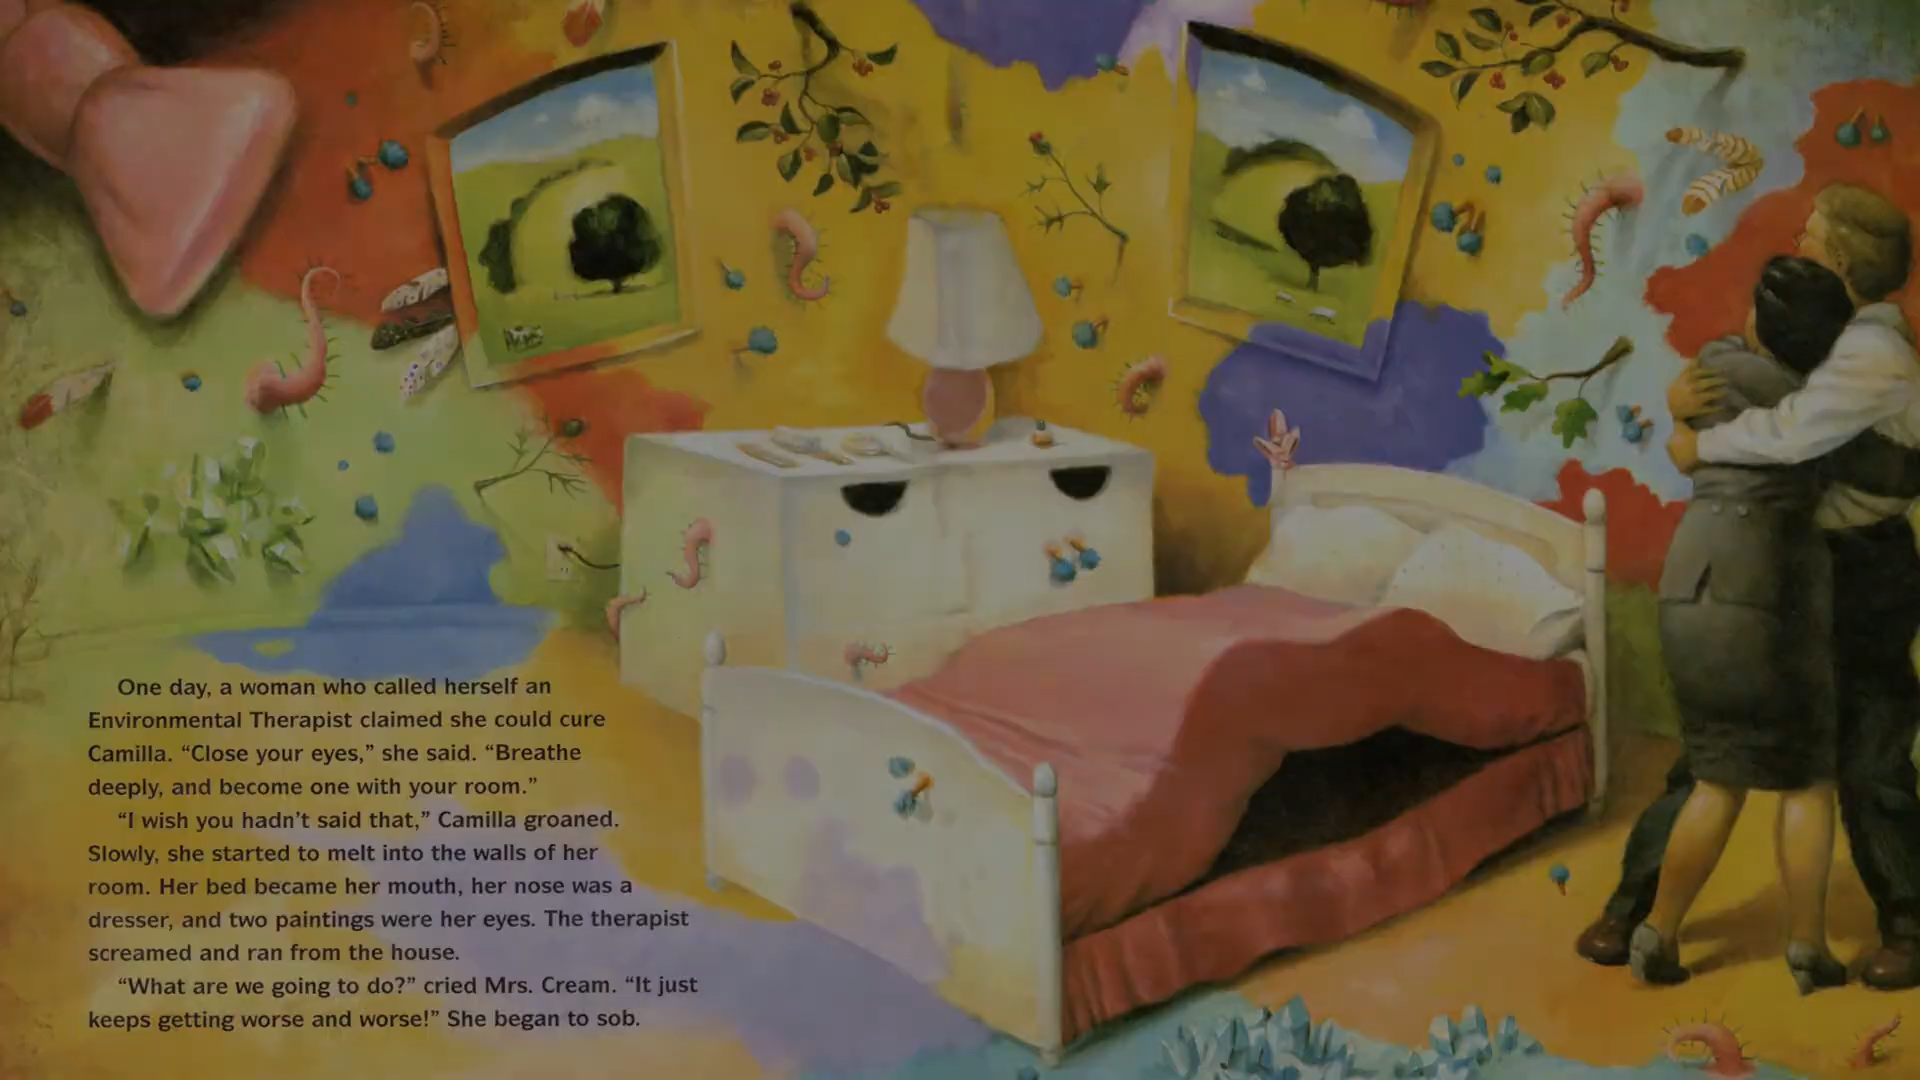 One day, a woman who called herself an
Environmental Therapist claimed she could cure
Camilla. “Close your eyes,” she said. “Breathe
deeply, and become one with your room.”
“I wish you hadn’t said that,” Camilla groaned.
Slowly, she started to melt into the walls of her
room. Her bed became her mouth, her nose was a
dresser, and two paintings were her eyes. The therapist
screamed and ran from the house.
“What are we going to do?” cried Mrs. Cream. “It just
keeps getting worse and worse!” She began to sob.